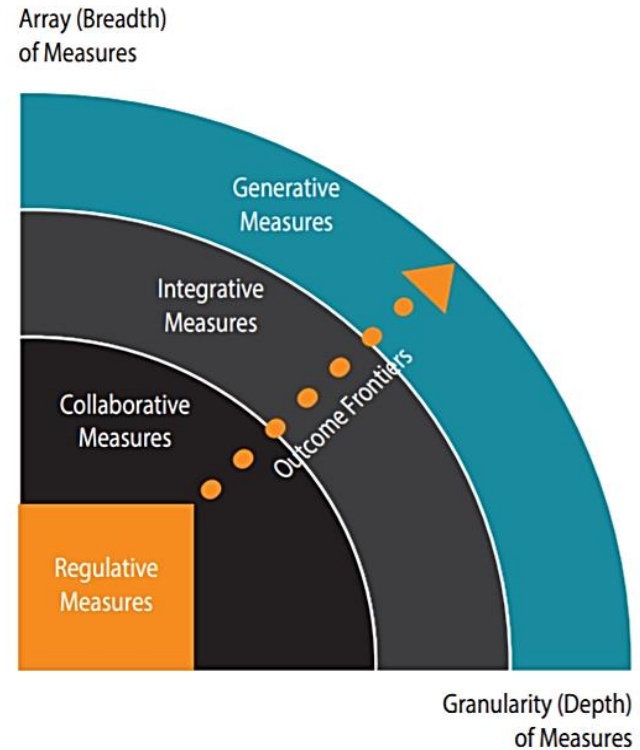 Array (Breadth)
of Measures
Generative
Measures
Integrative
Measures
Collaborative
Measures
Outcome Frontiers
Regulative
Measures
Granularity (Depth)
of Measures